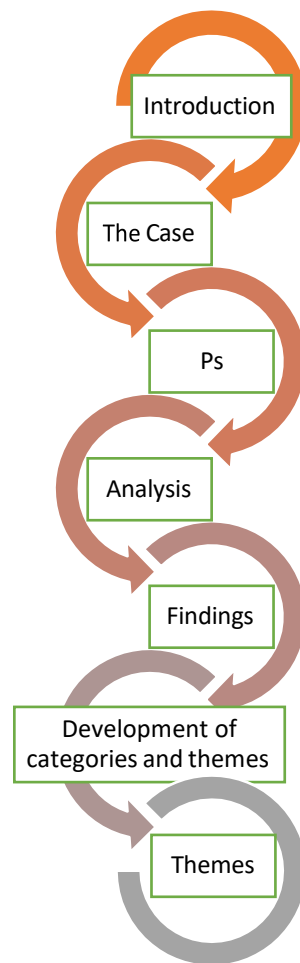 Introduction
The Case
Ps
Analysis
Findings
Development of
categories and themes
Themes